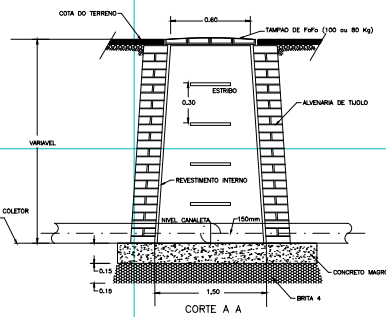 0.60
COTA DO TERRENO
TAMPAO DE FoFo (100 ou 80 Kg)
ESTRIBO
0.30
ALVENARIA DE TIJOLO
VARIAVEL
REVESTIMENTO INTERNO
COLETOR
NIVEL CANALETA
150mm
0.15
CONCRETO MAGRO
0.15
1,50
BRITA 4
CORTE A A